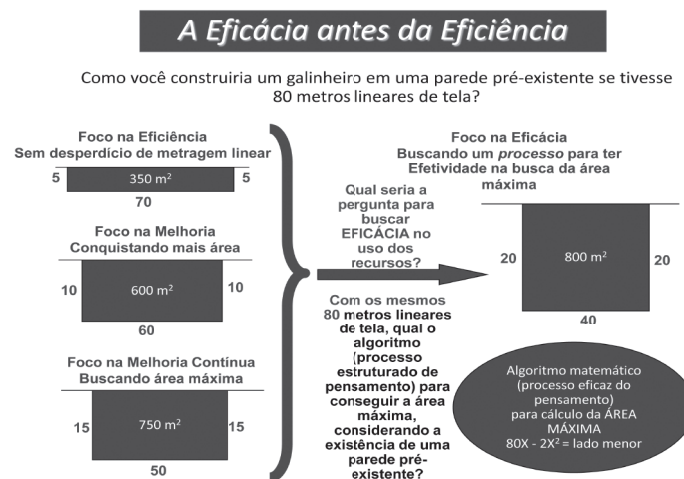 A Eficácia antes da Eficiência
Como você construiria um galinheiro em uma parede pré-existente se tivesse
80 metros lineares de tela?
Foco na Eficiência
Sem desperdício de metragem linear
5
350 m²
5
70
Foco na Melhoria
Conquistando mais área
10
600 m²
10
60
Foco na Melhoria Contínua
Buscando área máxima
15
750 m²
15
50
Qual seria a
pergunta para
buscar
EFICÁCIA no
uso dos
recursos?
Com os mesmos
80 metros lineares
de tela, qual o
algoritmo
(processo
estruturado de
pensamento) para
conseguir a área
máxima,
considerando a
existência de uma
parede pré-
existente?
Foco na Eficácia
Buscando um processo para ter
Efetividade na busca da área
máxima
20
800 m²
20
40
Algoritmo matemático
(processo eficaz do
pensamento)
para cálculo da ÁREA
MÁXIMA
80X - 2X² = lado menor